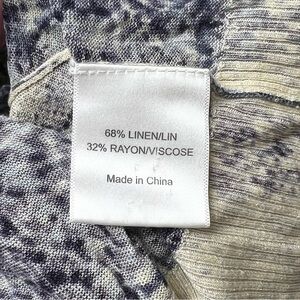 68% LINEN/LIN
32% RAYON/VISCOSE
Made in China